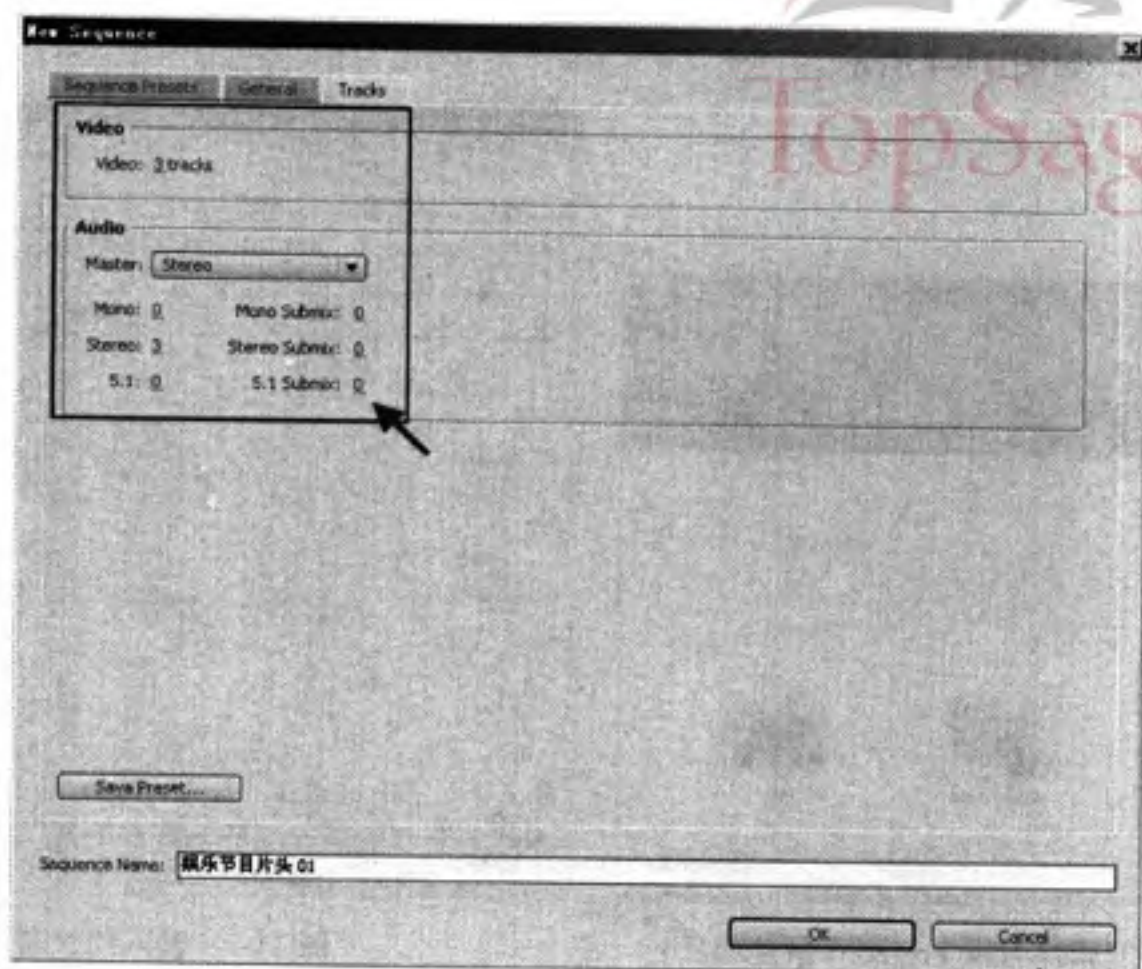 New Sequence
Sequence Presets General Tracks
TopSag
Video
Video: 3 tracks
Audio
Master: Stereo
Mono: 0 Mono Submix: 0
Stereo: 3 Stereo Submix: 0
5.1: 0 5.1 Submix: 0
Save Preset...
Sequence Name: 娱乐节目片头 01
OK Cancel